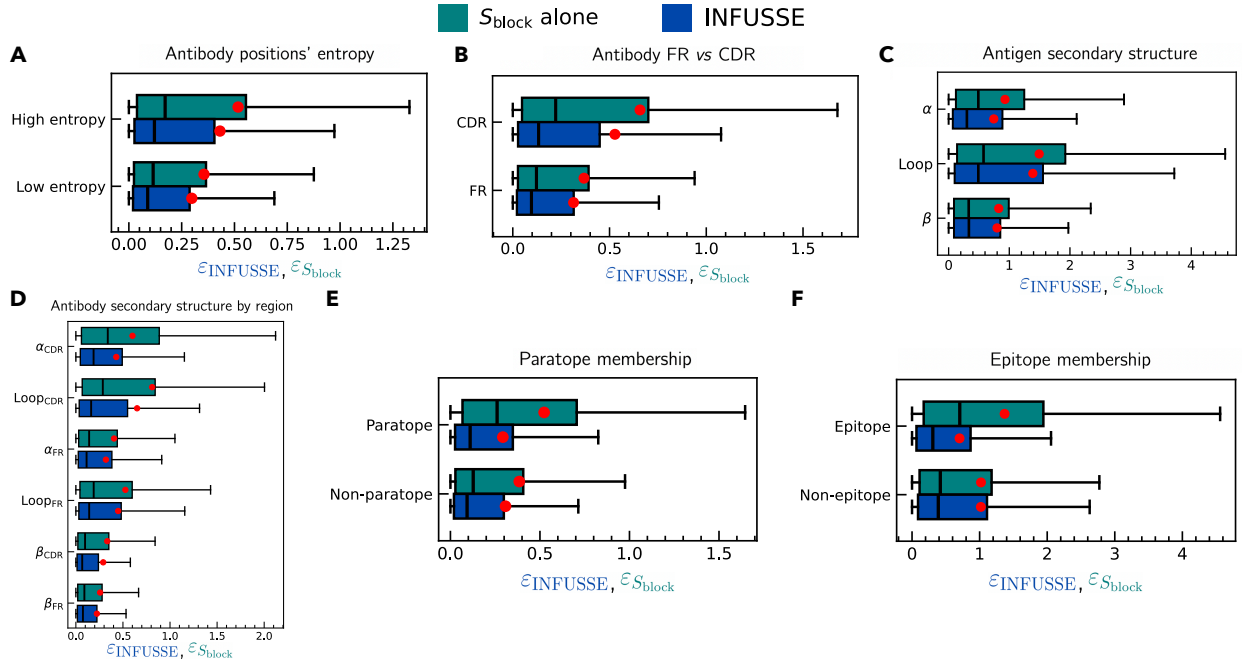 S_block alone INFUSSE
A Antibody positions' entropy
High entropy
Low entropy
0.00 0.25 0.50 0.75 1.00 1.25
ε_INFUSSE, ε_S_block
B Antibody FR vs CDR
CDR
FR
0.0 0.5 1.0 1.5
ε_INFUSSE, ε_S_block
C Antigen secondary structure
α
Loop
β
0 1 2 3 4
ε_INFUSSE, ε_S_block
D Antibody secondary structure by region
α_CDR
Loop_CDR
α_FR
Loop_FR
β_CDR
β_FR
0.0 0.5 1.0 1.5 2.0
ε_INFUSSE, ε_S_block
E
Paratope membership
Paratope
Non-paratope
0.0 0.5 1.0 1.5
ε_INFUSSE, ε_S_block
F
Epitope membership
Epitope
Non-epitope
0 1 2 3 4
ε_INFUSSE, ε_S_block